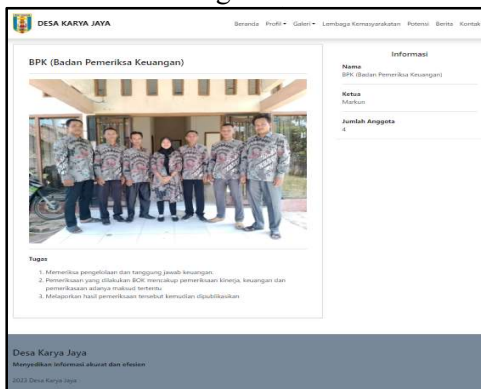 DESA KARYA JAYA
Beranda Profil Galeri Lembaga Kemasyarakatan Potensi Berita Kontak
BPK (Badan Pemeriksa Keuangan)
Tugas
1. Memeriksa pengelolaan dan tanggung jawab keuangan.
2. Pemeriksaan yang dilakukan BOK mencakup pemeriksaan kinerja, keuangan dan
pemerikasaan adanya maksud tertentu
3. Melaporkan hasil pemeriksaan tersebut kemudian dipublikasikan
Informasi
Nama
BPK (Badan Pemeriksa Keuangan)
Ketua
Markun
Jumlah Anggota
4
Desa Karya Jaya
Menyedikan informasi akurat dan efesien
2022 Desa Karya Jaya